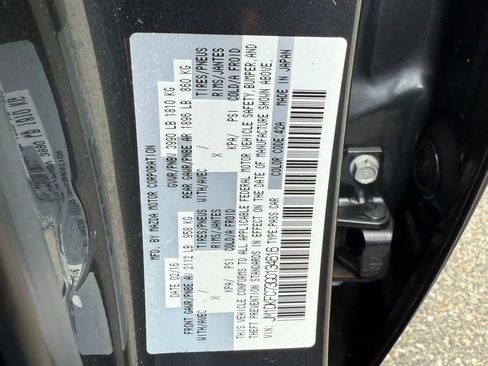 MFD. BY MAZDA MOTOR CORPORATION
DATE: 02/16
GVWR/PNBV: 3990 LB 1810 KG
FRONT GAWR/PNBE AV 2112 LB 958 KG
REAR GAWR/PNBE AR 1896 LB 860 KG
WITH/AVEC: TIRES/PNEUS
X RIMS/JANTES
KPA/ PSI COLD/A FROID
WITH/AVEC: TIRES/PNEUS
X RIMS/JANTES
KPA/ PSI COLD/A FROID
THIS VEHICLE CONFORMS TO ALL APPLICABLE FEDERAL MOTOR VEHICLE SAFETY, BUMPER, AND
THEFT PREVENTION STANDARDS IN EFFECT ON THE DATE OF MANUFACTURE SHOWN ABOVE.
VIN: TYPE:PASS CAR COLOR CODE:42A MADE IN JAPAN
PB 1810 KG